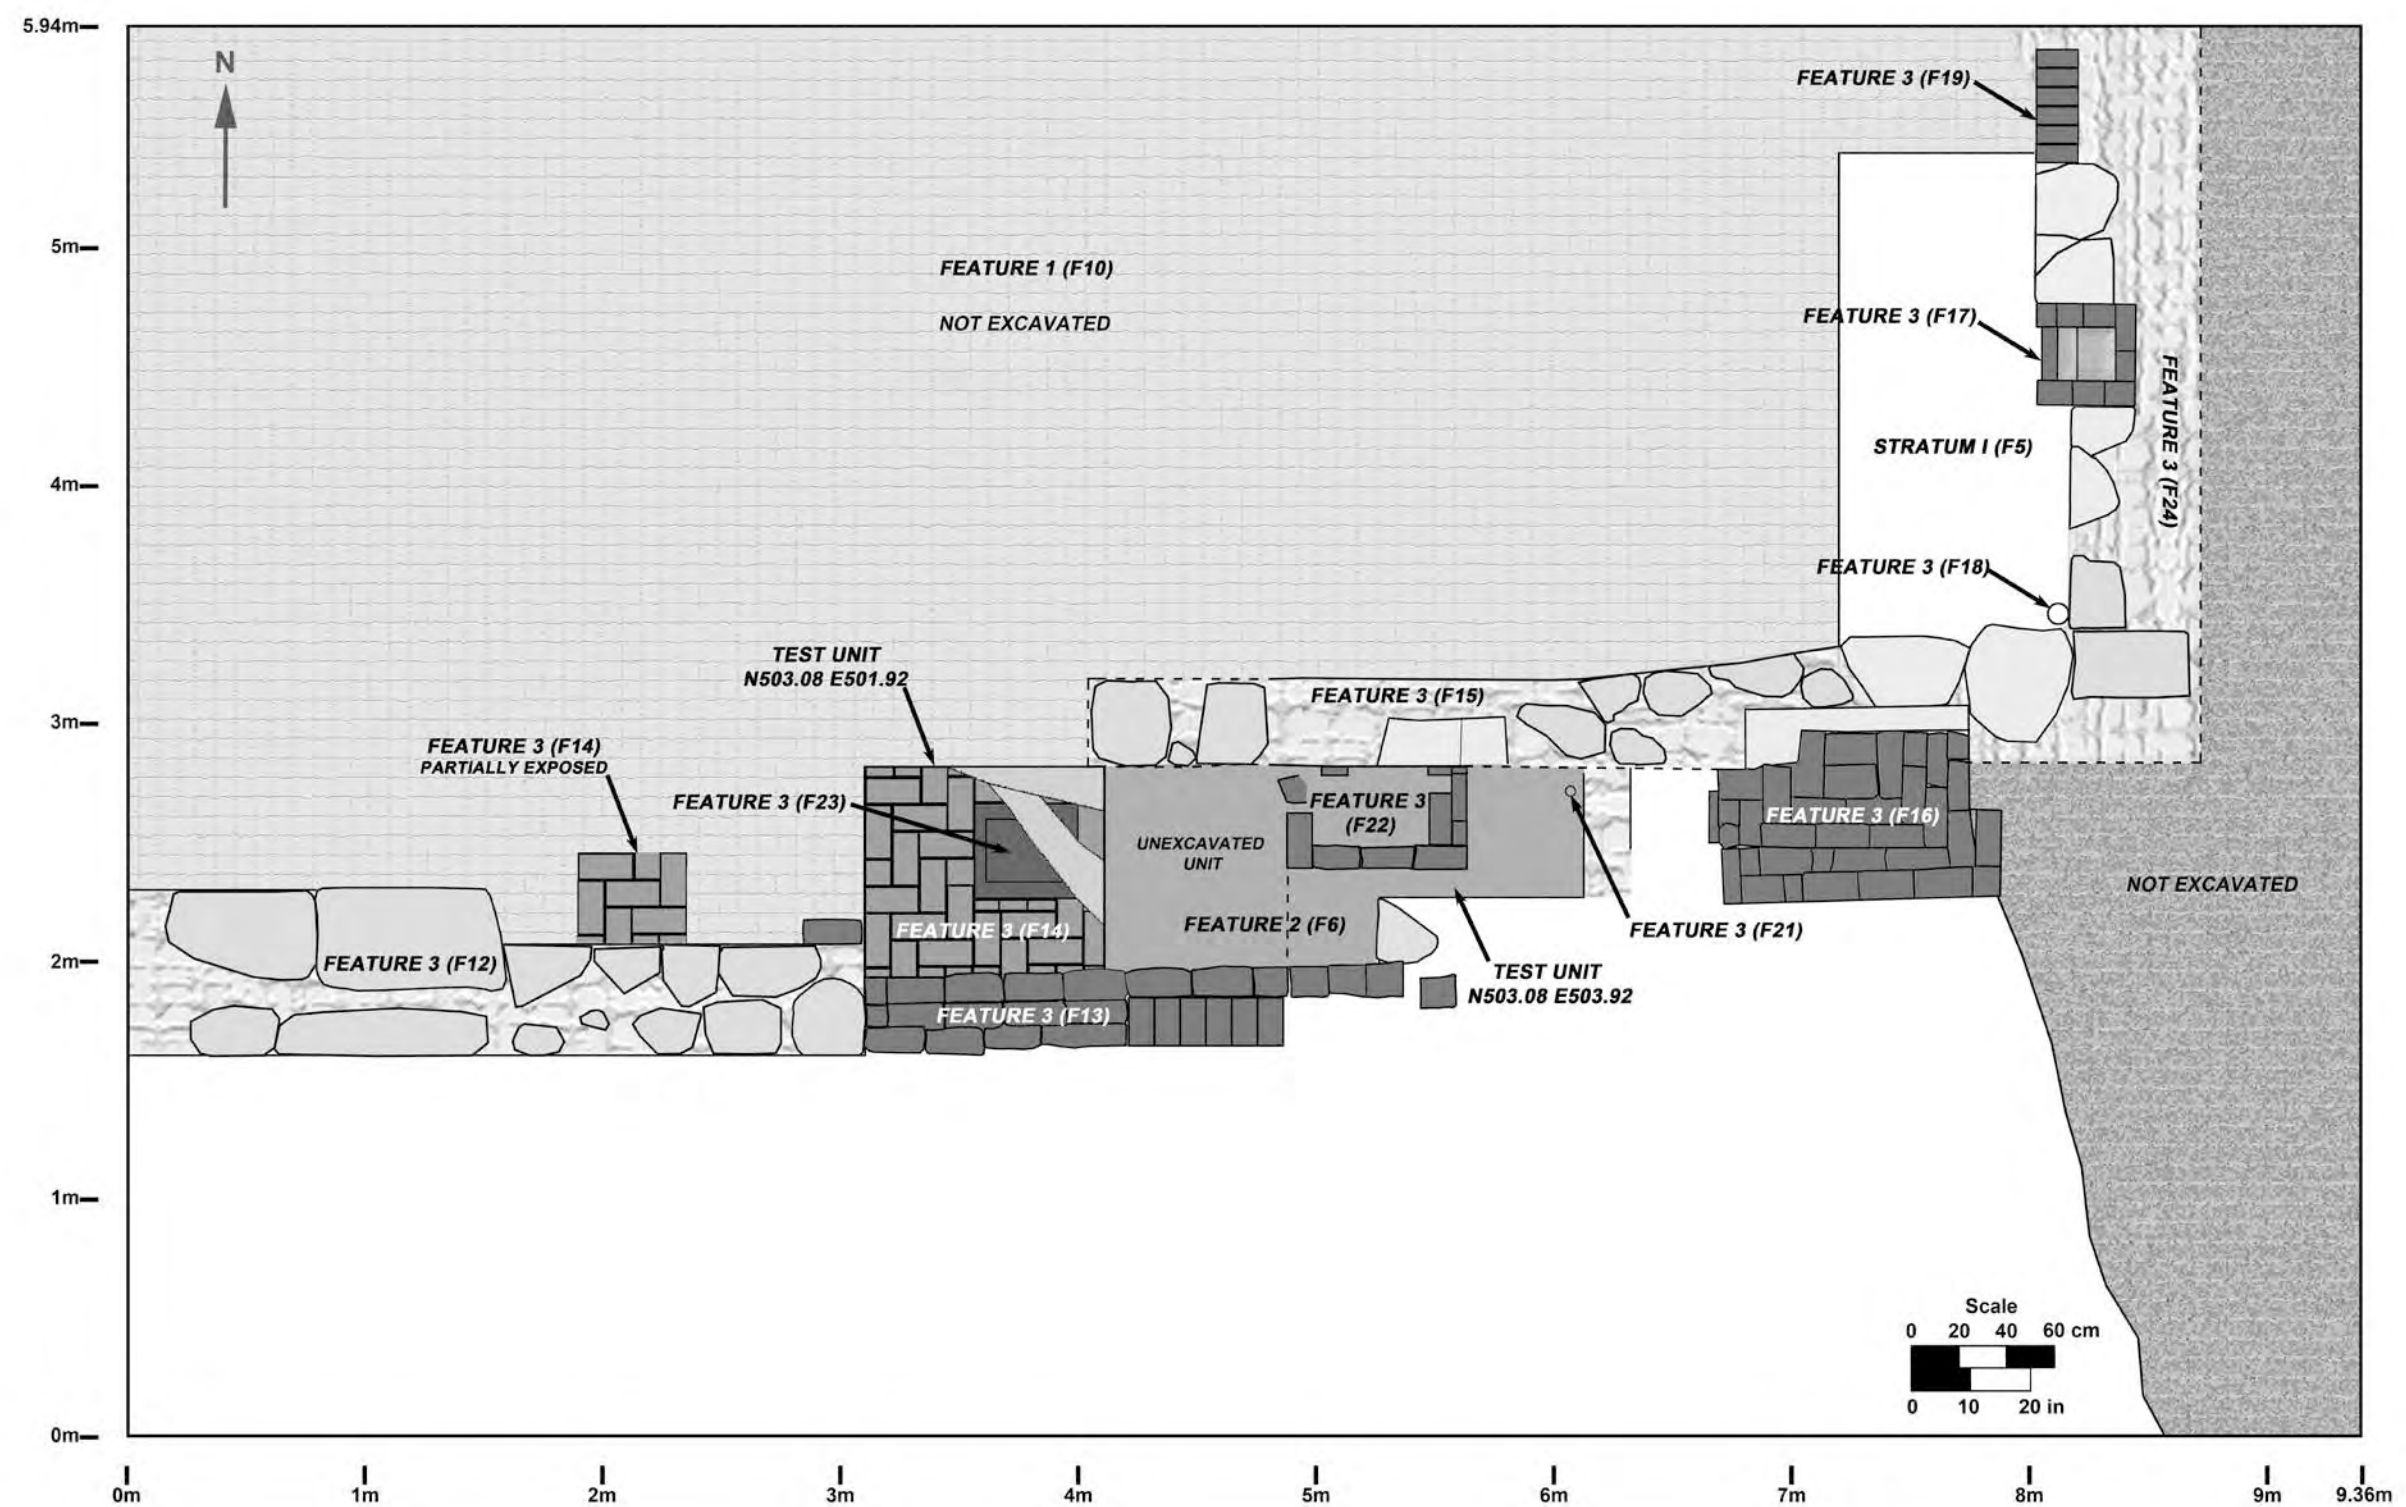 5.94m
N
FEATURE 3 (F19)
5m
FEATURE 1 (F10)
NOT EXCAVATED
FEATURE 3 (F17)
FEATURE 3 (F24)
STRATUM I (F5)
4m
FEATURE 3 (F18)
TEST UNIT
N503.08 E501.92
FEATURE 3 (F15)
3m
FEATURE 3 (F14)
PARTIALLY EXPOSED
FEATURE 3 (F23)
FEATURE 3
(F22)
FEATURE 3 (F16)
UNEXCAVATED
UNIT
NOT EXCAVATED
FEATURE 3 (F14)
FEATURE 2 (F6)
FEATURE 3 (F21)
2m
FEATURE 3 (F12)
TEST UNIT
N503.08 E503.92
FEATURE 3 (F13)
1m
Scale
0 20 40 60 cm
0 10 20 in
0m
0m 1m 2m 3m 4m 5m 6m 7m 8m 9m 9.36m